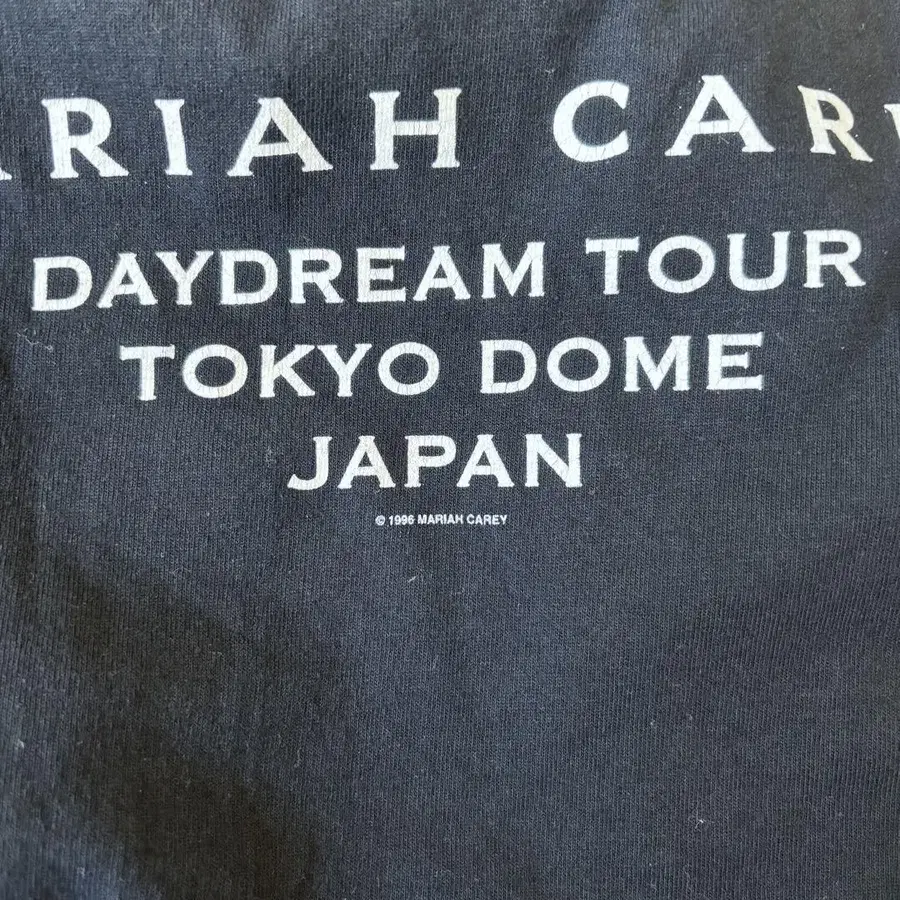 ARIAH CAR
DAYDREAM TOUR
TOKYO DOME
JAPAN
© 1996 MARIAH CAREY